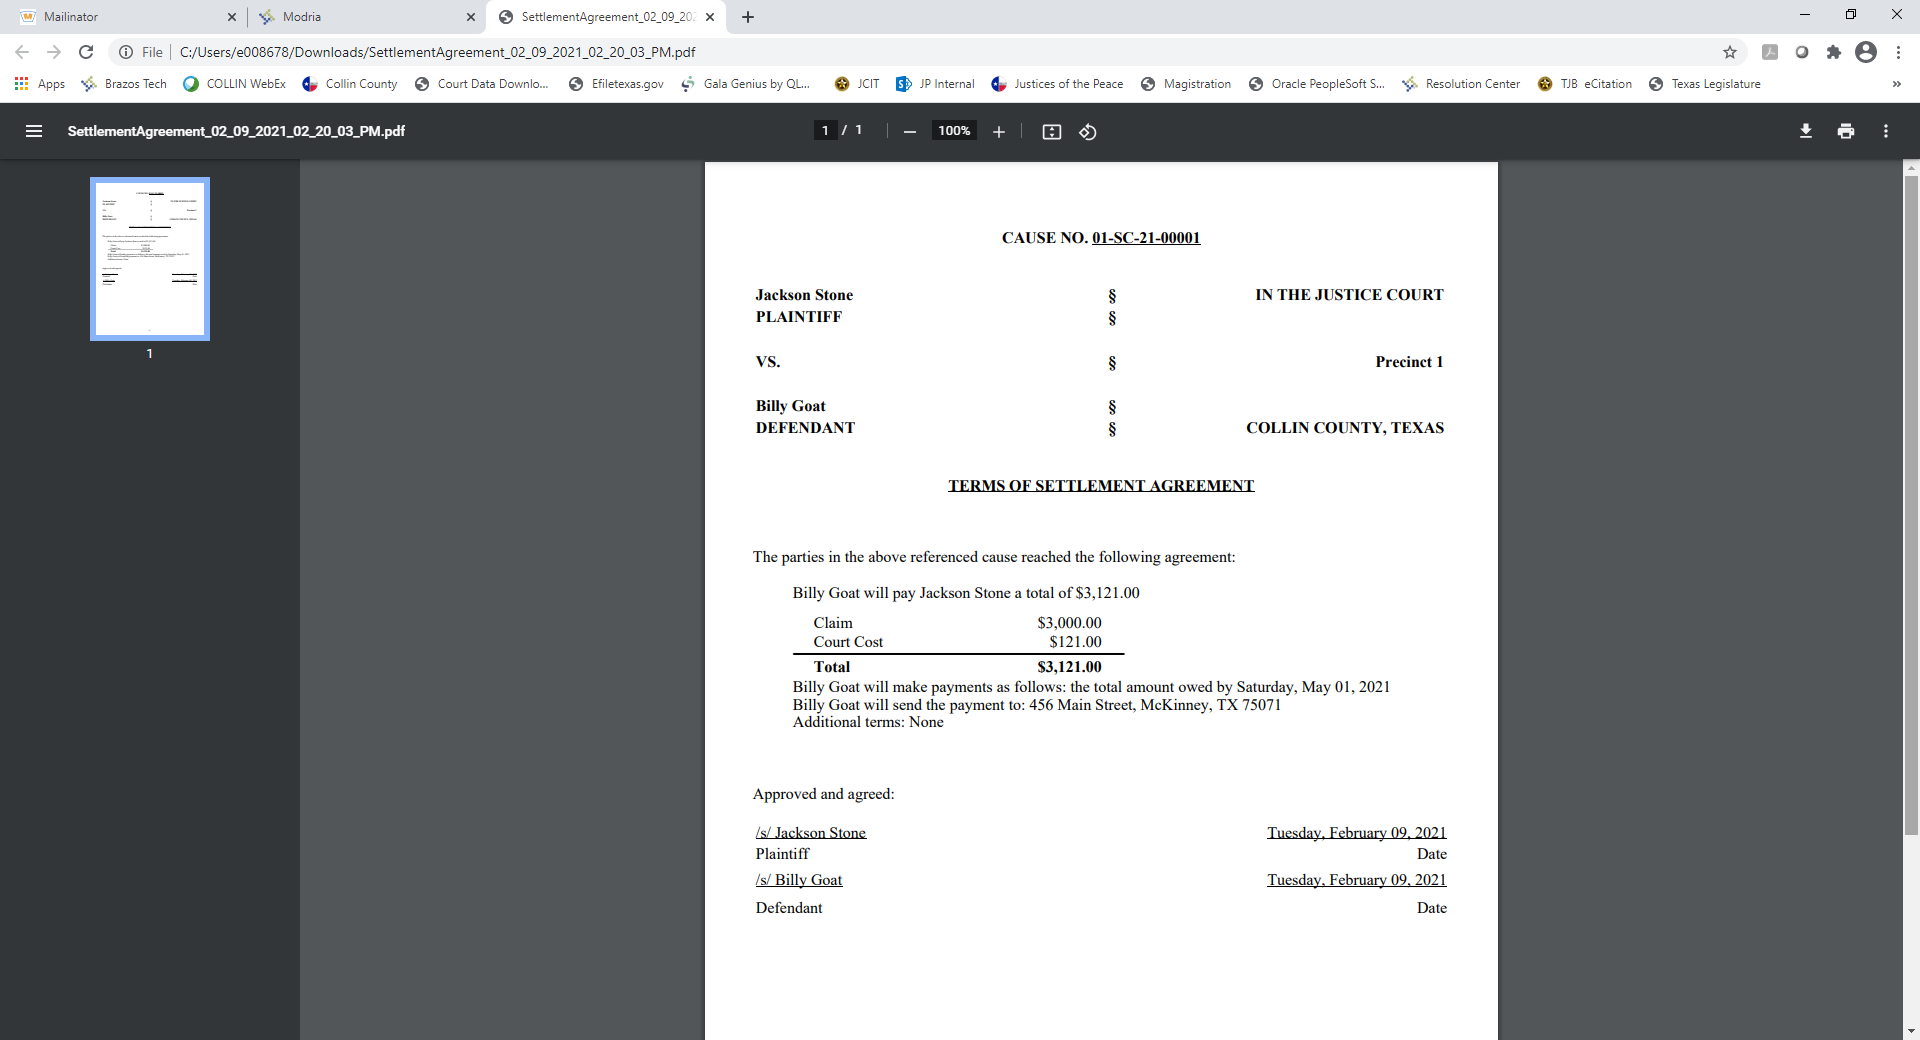 Mailinator
Modria
SettlementAgreement_02_09_20
File C:/Users/e008678/Downloads/SettlementAgreement_02_09_2021_02_20_03_PM.pdf
Apps Brazos Tech COLLIN WebEx Collin County Court Data Downlo... Efiletexas.gov Gala Genius by QL... JCIT JP Internal Justices of the Peace Magistration Oracle PeopleSoft S... Resolution Center TJB eCitation Texas Legislature »
SettlementAgreement_02_09_2021_02_20_03_PM.pdf 1 / 1 100%
1
CAUSE NO. 01-SC-21-00001
Jackson Stone § IN THE JUSTICE COURT
PLAINTIFF §
VS. § Precinct 1
Billy Goat §
DEFENDANT § COLLIN COUNTY, TEXAS
TERMS OF SETTLEMENT AGREEMENT
The parties in the above referenced cause reached the following agreement:
Billy Goat will pay Jackson Stone a total of $3,121.00
Claim $3,000.00
Court Cost $121.00
Total $3,121.00
Billy Goat will make payments as follows: the total amount owed by Saturday, May 01, 2021
Billy Goat will send the payment to: 456 Main Street, McKinney, TX 75071
Additional terms: None
Approved and agreed:
/s/ Jackson Stone Tuesday, February 09, 2021
Plaintiff Date
/s/ Billy Goat Tuesday, February 09, 2021
Defendant Date